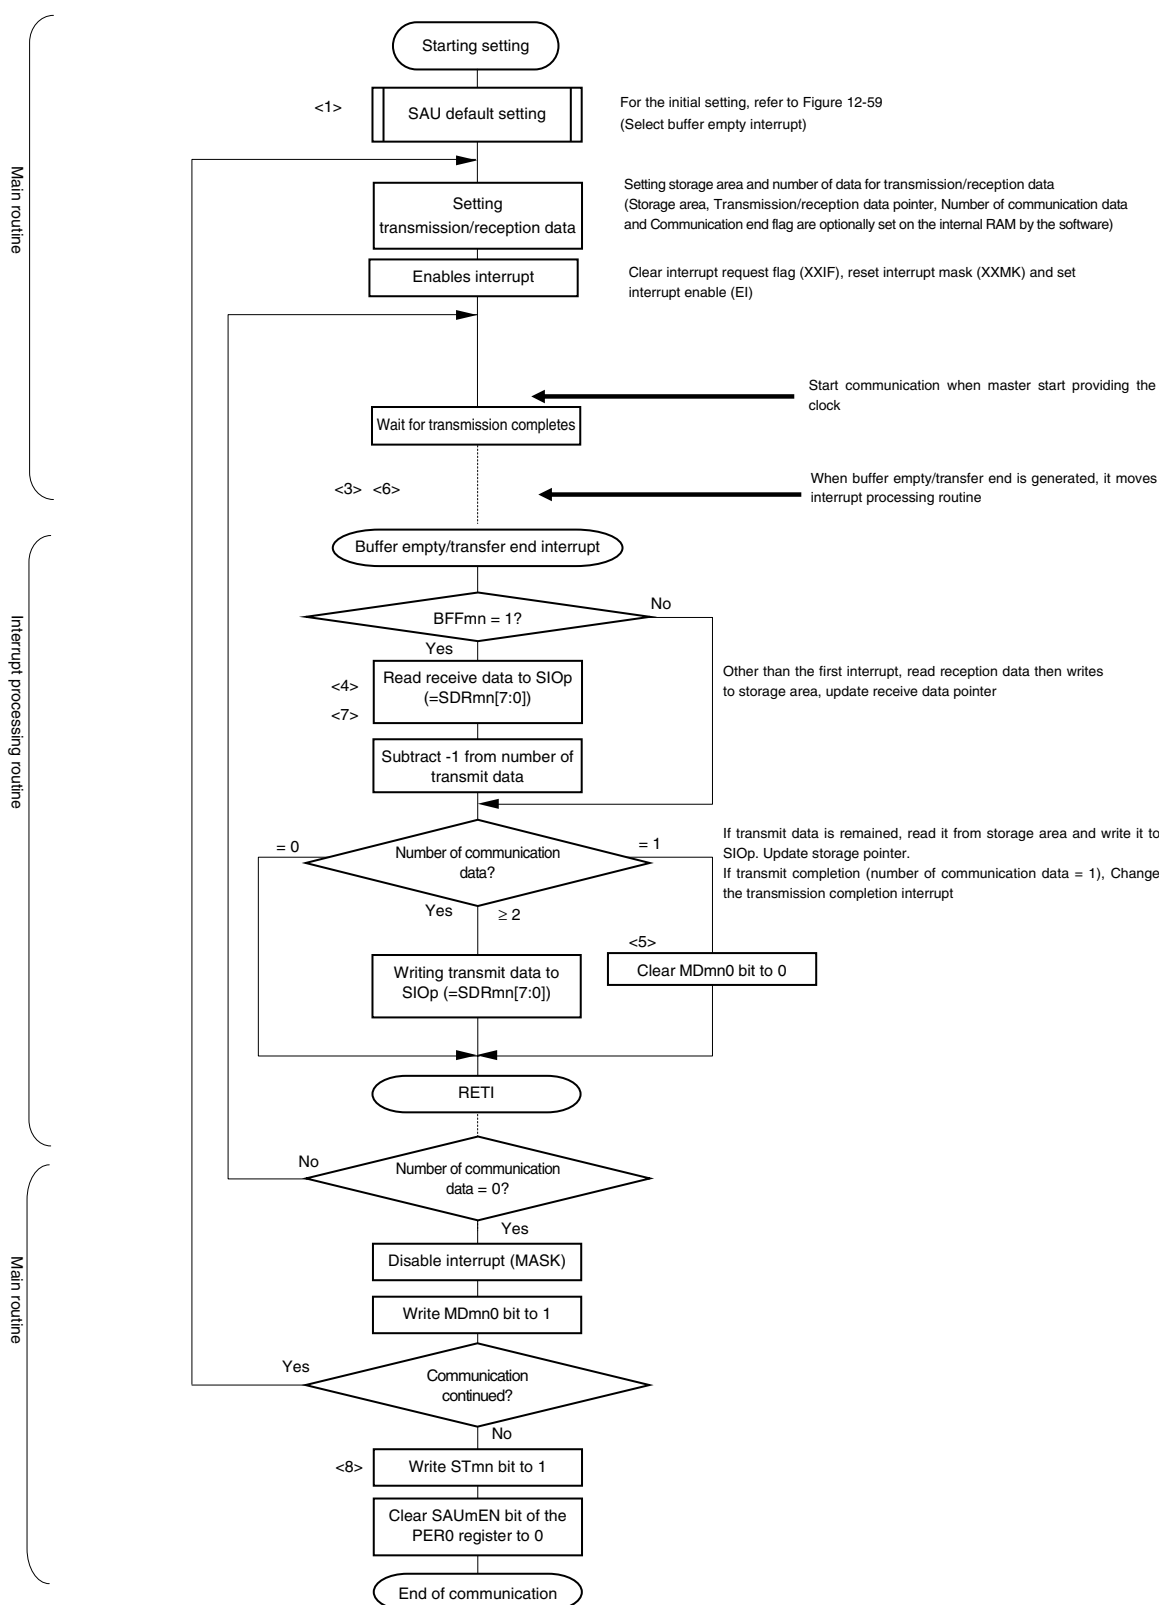 Starting setting
<1>
SAU default setting
For the initial setting, refer to Figure 12-59
(Select buffer empty interrupt)
Main routine
Setting
transmission/reception data
Setting storage area and number of data for transmission/reception data
(Storage area, Transmission/reception data pointer, Number of communication data
and Communication end flag are optionally set on the internal RAM by the software)
Enables interrupt
Clear interrupt request flag (XXIF), reset interrupt mask (XXMK) and set
interrupt enable (EI)
Start communication when master start providing the
clock
Wait for transmission completes
<3> <6>
When buffer empty/transfer end is generated, it moves
interrupt processing routine
Buffer empty/transfer end interrupt
Interrupt processing routine
BFFmn = 1?
No
Yes
<4>
<7>
Read receive data to SIOp
(=SDRmn[7:0])
Other than the first interrupt, read reception data then writes
to storage area, update receive data pointer
Subtract -1 from number of
transmit data
= 0
Number of communication
data?
= 1
If transmit data is remained, read it from storage area and write it to
SIOp. Update storage pointer.
If transmit completion (number of communication data = 1), Change
the transmission completion interrupt
Yes
≥ 2
<5>
Writing transmit data to
SIOp (=SDRmn[7:0])
Clear MDmn0 bit to 0
RETI
No
Number of communication
data = 0?
Yes
Main routine
Disable interrupt (MASK)
Write MDmn0 bit to 1
Yes
Communication
continued?
No
<8>
Write STmn bit to 1
Clear SAUmEN bit of the
PER0 register to 0
End of communication